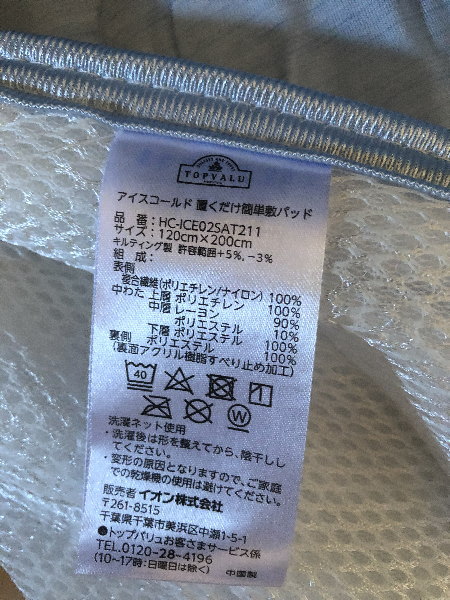 TOPVALU
アイスコールド 置くだけ簡単敷パッド
品 番：HC-ICE02SAT211
サイズ：120cm×200cm
キルティング製 許容範囲+5%,-3%
組 成：
表側
複合繊維(ポリエチレン/ナイロン) 100%
中わた 上層 ポリエチレン 100%
中層 レーヨン 90%
ポリエステル 10%
下層 ポリエステル 100%
裏側 ポリエステル 100%
(裏面アクリル樹脂すべり止め加工)
40
W
洗濯ネット使用
・洗濯後は形を整えてから、陰干しし
てください。
・変形の原因となりますので、ご家庭
での乾燥機の使用は避けてください。
販売者 イオン株式会社
〒261-8515
千葉県千葉市美浜区中瀬1-5-1
●トップバリュお客さまサービス係
TEL.0120-28-4196
(10~17時:日曜日は除く) 中国製